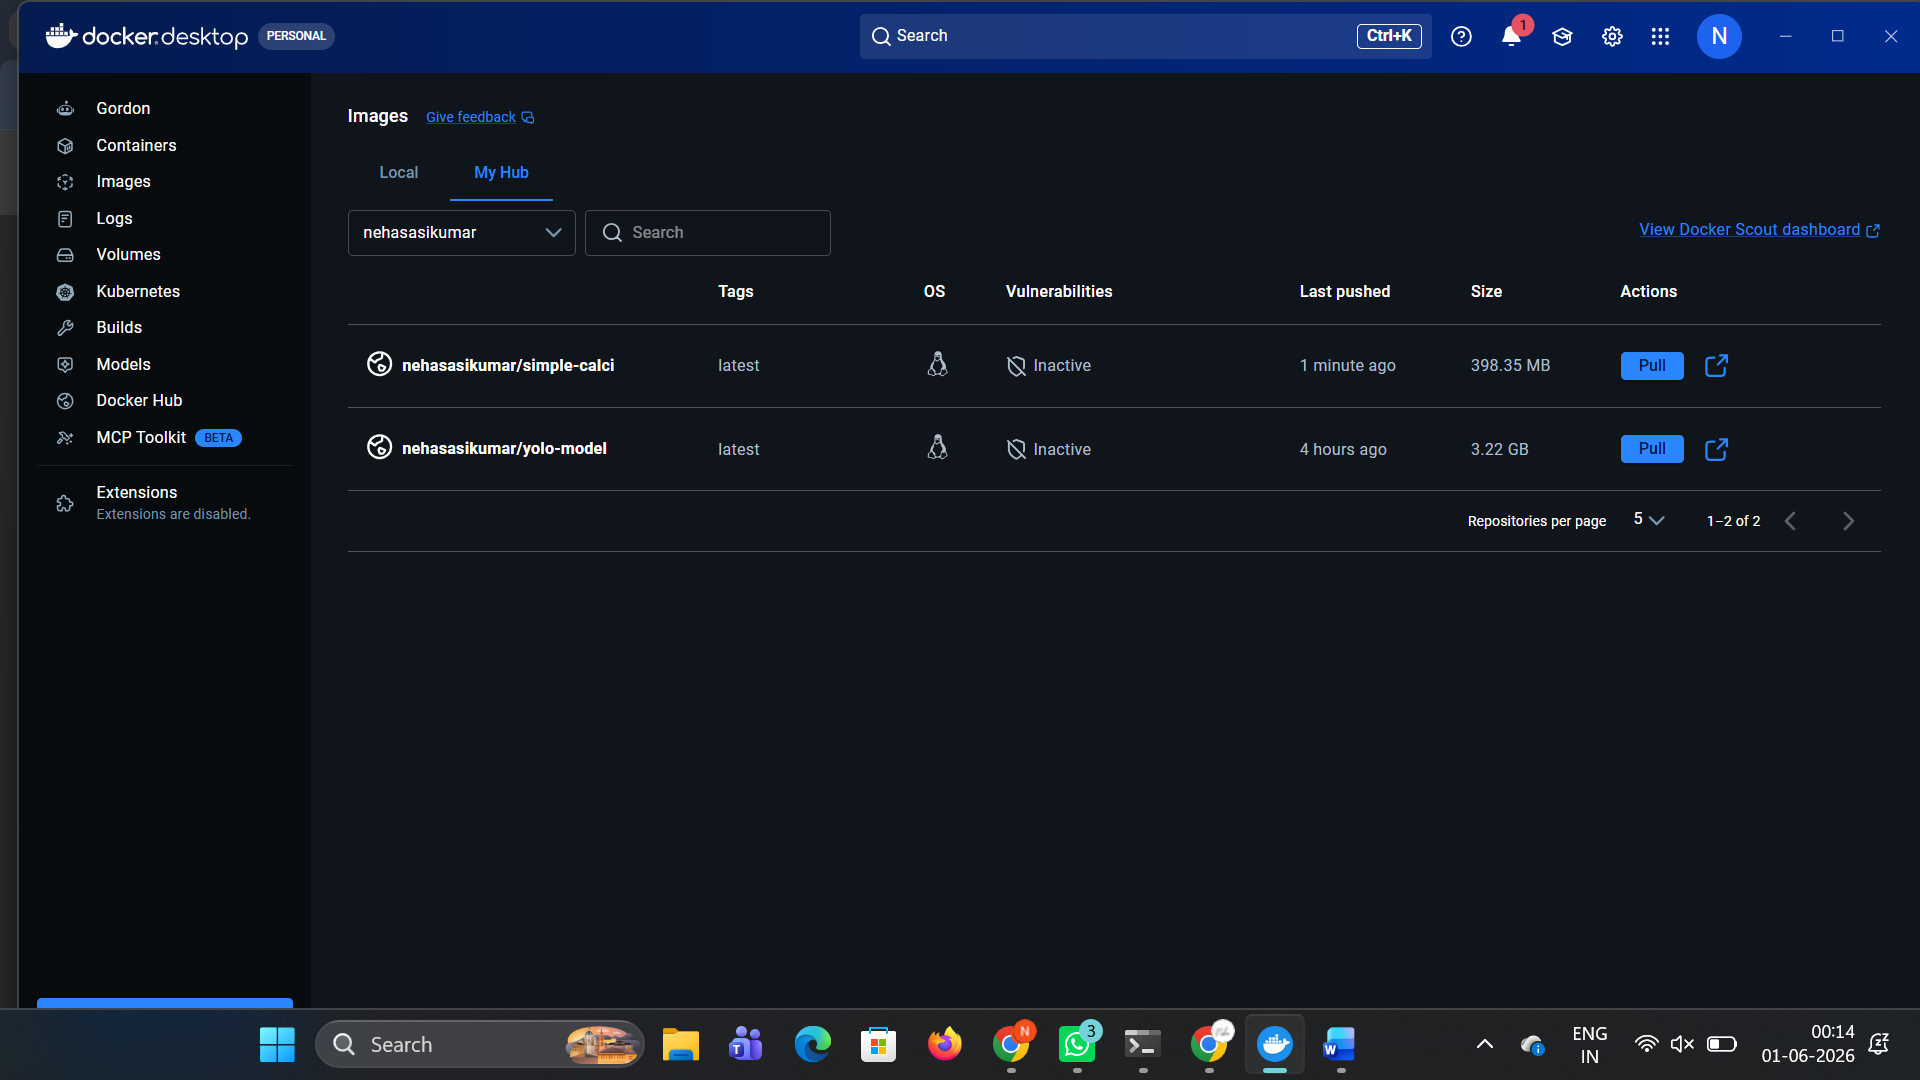 docker.desktop PERSONAL
Search Ctrl+K
1
N
Gordon
Containers
Images
Logs
Volumes
Kubernetes
Builds
Models
Docker Hub
MCP Toolkit BETA
Extensions
Extensions are disabled.
Images Give feedback
Local My Hub
nehasasikumar Search View Docker Scout dashboard
Tags OS Vulnerabilities Last pushed Size Actions
nehasasikumar/simple-calci latest Inactive 1 minute ago 398.35 MB Pull
nehasasikumar/yolo-model latest Inactive 4 hours ago 3.22 GB Pull
Repositories per page 5 1–2 of 2
Search
T
N
3
W
ENG
IN
00:14
01-06-2026